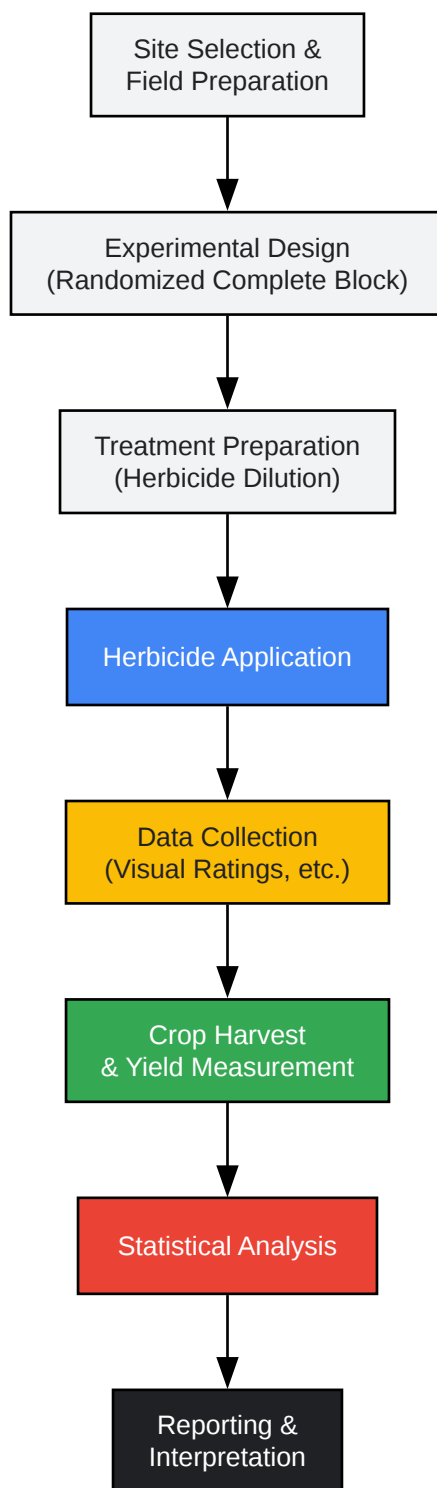 Site Selection &
Field Preparation
Experimental Design
(Randomized Complete Block)
Treatment Preparation
(Herbicide Dilution)
Herbicide Application
Data Collection
(Visual Ratings, etc.)
Crop Harvest
& Yield Measurement
Statistical Analysis
Reporting &
Interpretation